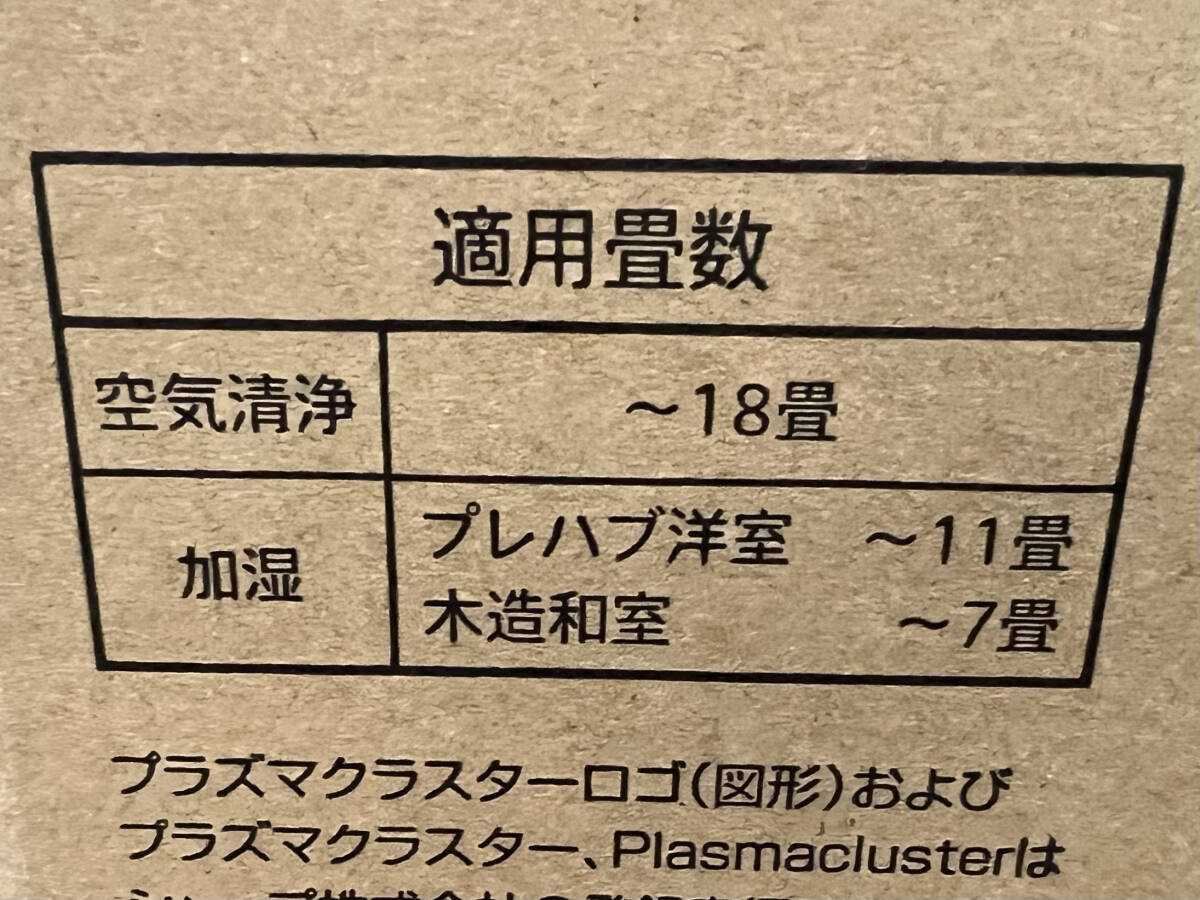 適用畳数
空気清浄 ~18畳
加湿 プレハブ洋室 ~11畳
木造和室 ~7畳
プラズマクラスターロゴ(図形)および
プラズマクラスター、Plasmaclusterは